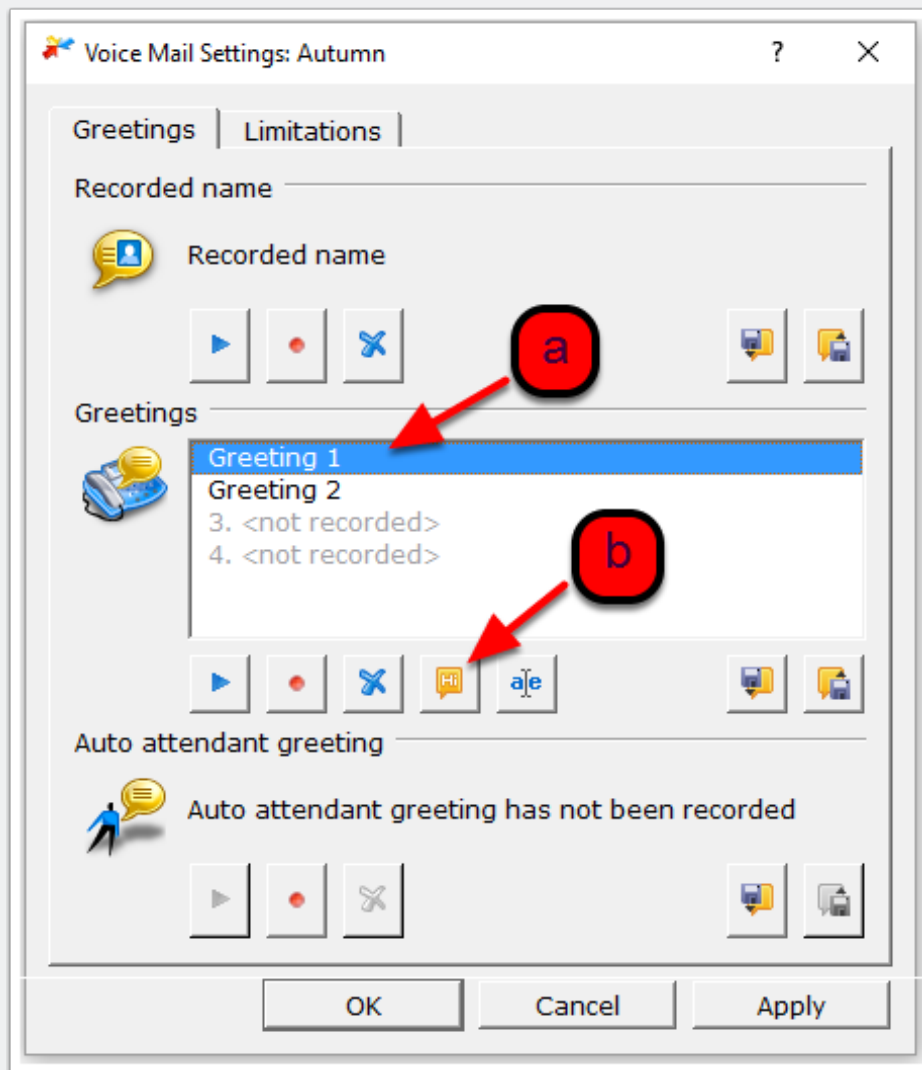 Voice Mail Settings: Autumn ? ×
Greetings Limitations
Recorded name
Recorded name
a
Greetings
Greeting 1
Greeting 2
3. <not recorded>
4. <not recorded>
b
Hi a e
Auto attendant greeting
Auto attendant greeting has not been recorded
OK Cancel Apply